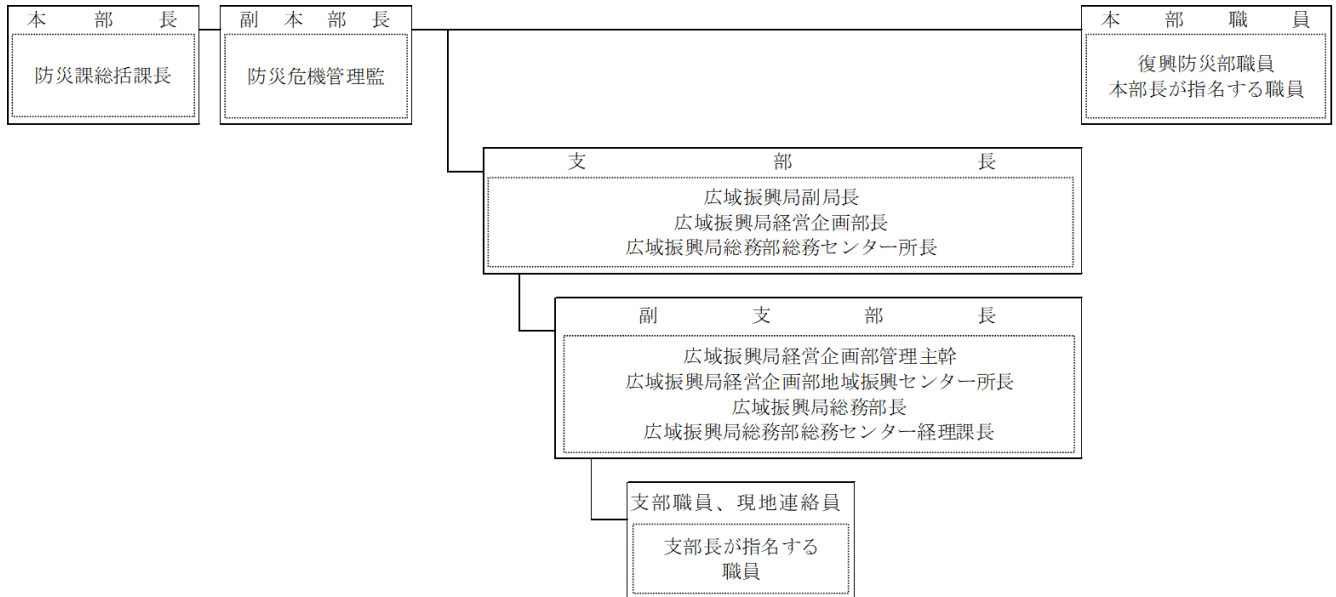 本部長
防災課総括課長
副本部長
防災危機管理監
本部職員
復興防災部職員
本部長が指名する職員
支部長
広域振興局副局長
広域振興局経営企画部長
広域振興局総務部総務センター所長
副支部長
広域振興局経営企画部管理主幹
広域振興局経営企画部地域振興センター所長
広域振興局総務部長
広域振興局総務部総務センター経理課長
支部職員、現地連絡員
支部長が指名する
職員